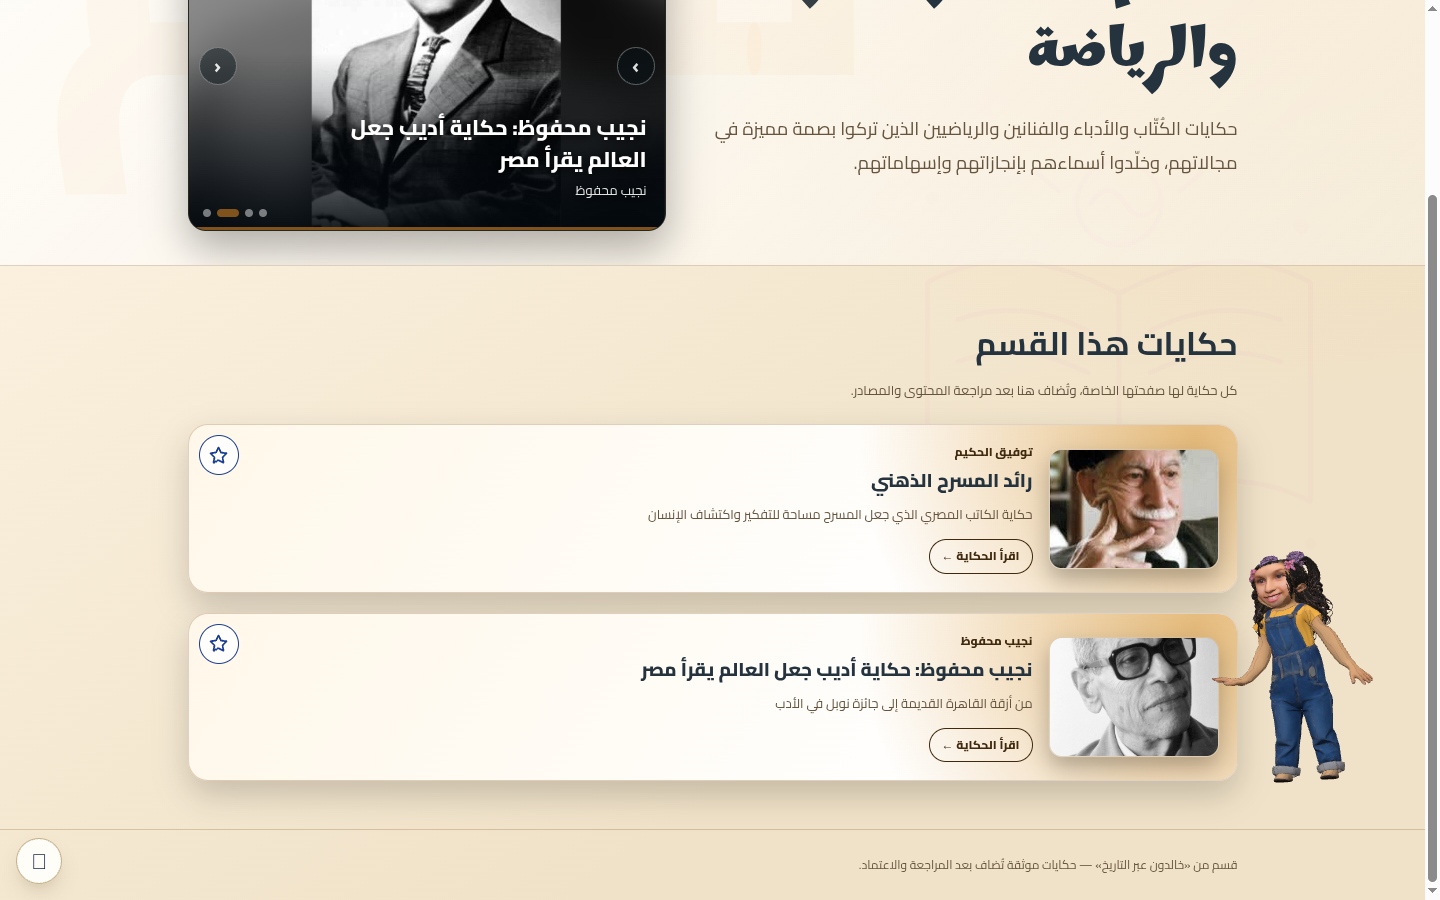 والرياضة
حكايات الكُتّاب والأدباء والفنانين والرياضيين الذين تركوا بصمة مميزة في
مجالاتهم، وخلّدوا أسماءهم بإنجازاتهم وإسهاماتهم.
نجيب محفوظ: حكاية أديب جعل
العالم يقرأ مصر
نجيب محفوظ
حكايات هذا القسم
كل حكاية لها صفحتها الخاصة، وتُضاف هنا بعد مراجعة المحتوى والمصادر.
توفيق الحكيم
رائد المسرح الذهني
حكاية الكاتب المصري الذي جعل المسرح مساحة للتفكير واكتشاف الإنسان
اقرأ الحكاية ←
نجيب محفوظ
نجيب محفوظ: حكاية أديب جعل العالم يقرأ مصر
من أزقة القاهرة القديمة إلى جائزة نوبل في الأدب
اقرأ الحكاية ←
قسم من «خالدون عبر التاريخ» — حكايات موثقة تُضاف بعد المراجعة والاعتماد.